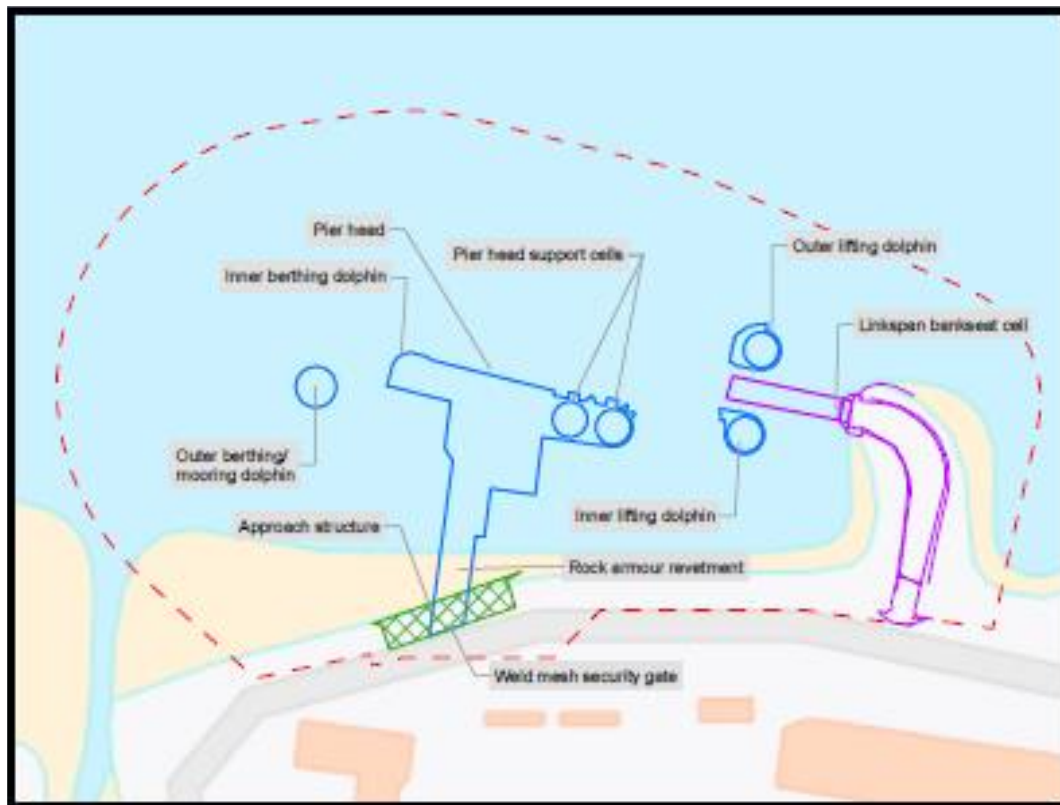 Pier head
Pier head support cells
Outer lifting dolphin
Inner berthing dolphin
Linkspan bankseat cell
Outer berthing/
mooring dolphin
Inner lifting dolphin
Approach structure
Rock armour revetment
Weld mesh security gate